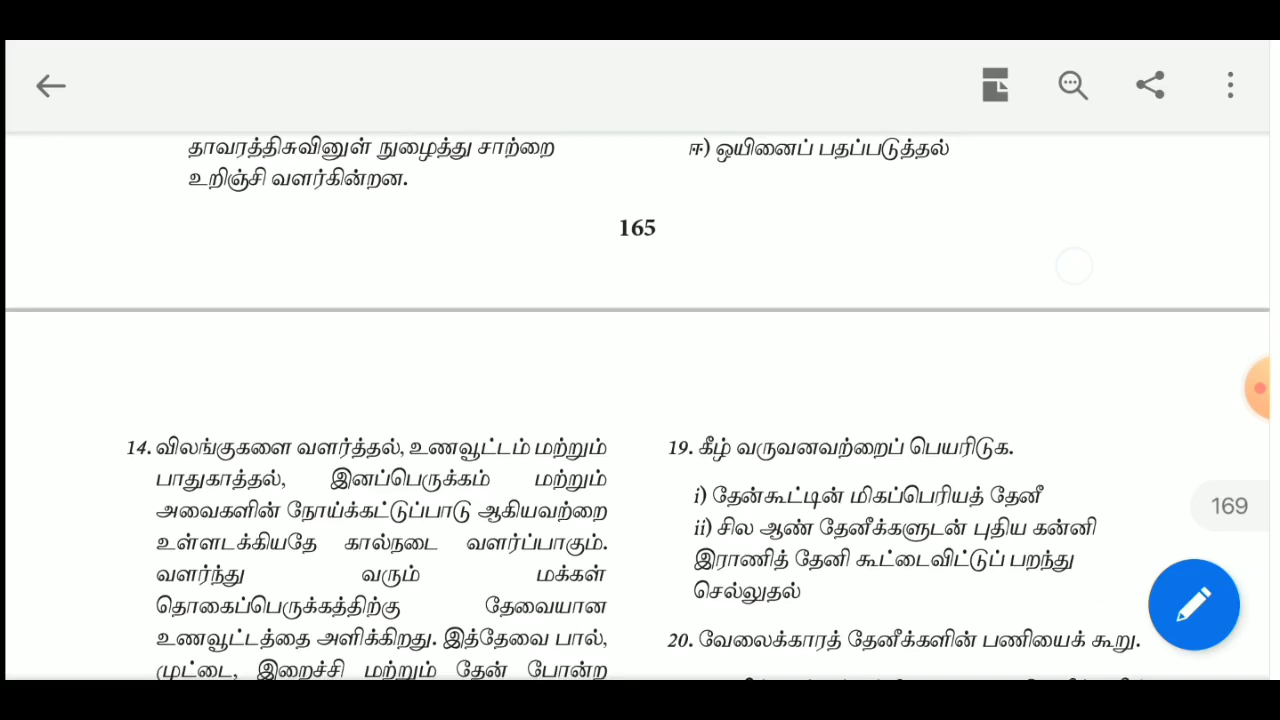 தாவரத்திசுவினுள் நுழைத்து சாற்றை
உறிஞ்சி வளர்கின்றன.
ஈ) ஒயினைப் பதப்படுத்தல்
165
14. விலங்குகளை வளர்த்தல், உணவூட்டம் மற்றும்
பாதுகாத்தல், இனப்பெருக்கம் மற்றும்
அவைகளின் நோய்க்கட்டுப்பாடு ஆகியவற்றை
உள்ளடக்கியதே கால்நடை வளர்ப்பாகும்.
வளர்ந்து வரும் மக்கள்
தொகைப்பெருக்கத்திற்கு தேவையான
உணவூட்டத்தை அளிக்கிறது. இத்தேவை பால்,
முட்டை, இறைச்சி மற்றும் தேன் போன்ற
19. கீழ் வருவனவற்றைப் பெயரிடுக.
i) தேன்கூட்டின் மிகப்பெரியத் தேனீ
ii) சில ஆண் தேனீக்களுடன் புதிய கன்னி
இராணித் தேனி கூட்டைவிட்டுப் பறந்து
செல்லுதல்
20. வேலைக்காரத் தேனீக்களின் பணியைக் கூறு.
169